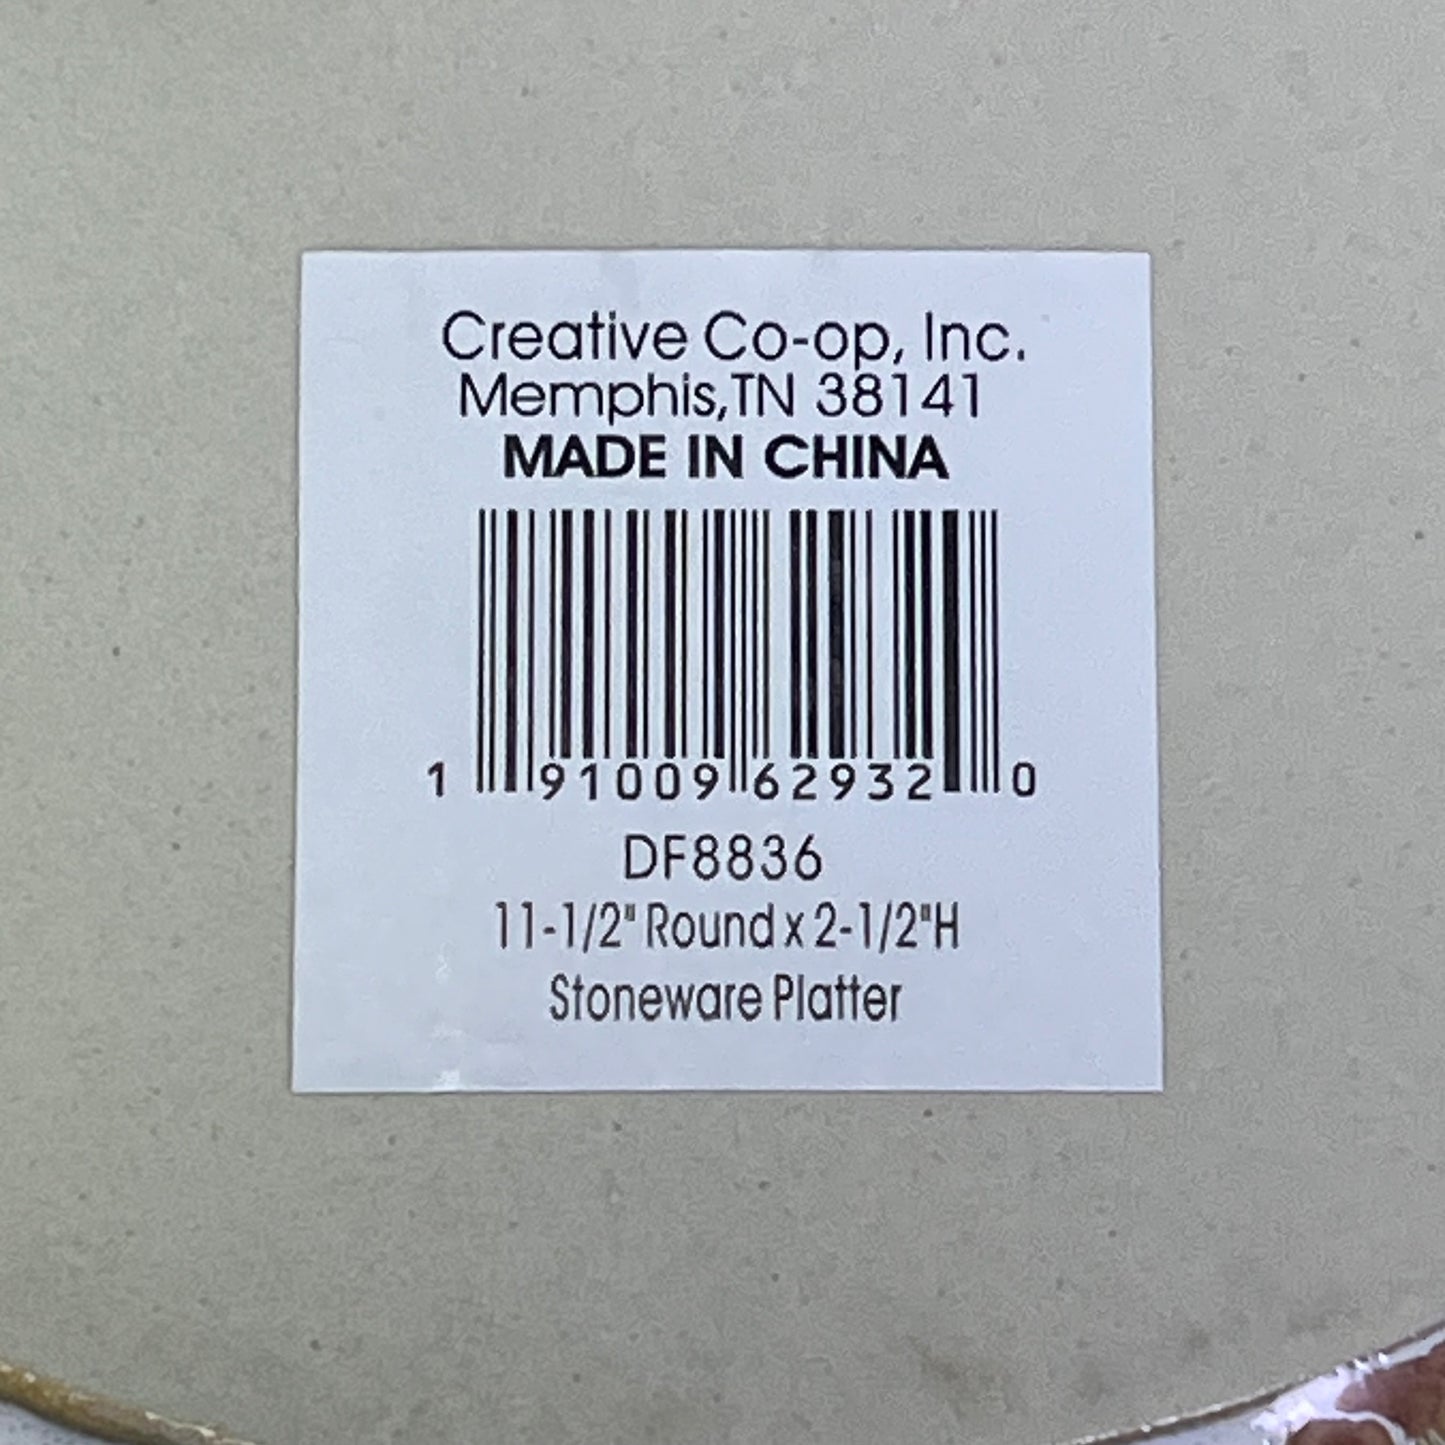 Creative Co-op, Inc.
Memphis,TN 38141
MADE IN CHINA
1 91009 62932 0
DF8836
11-1/2" Round x 2-1/2"H
Stoneware Platter